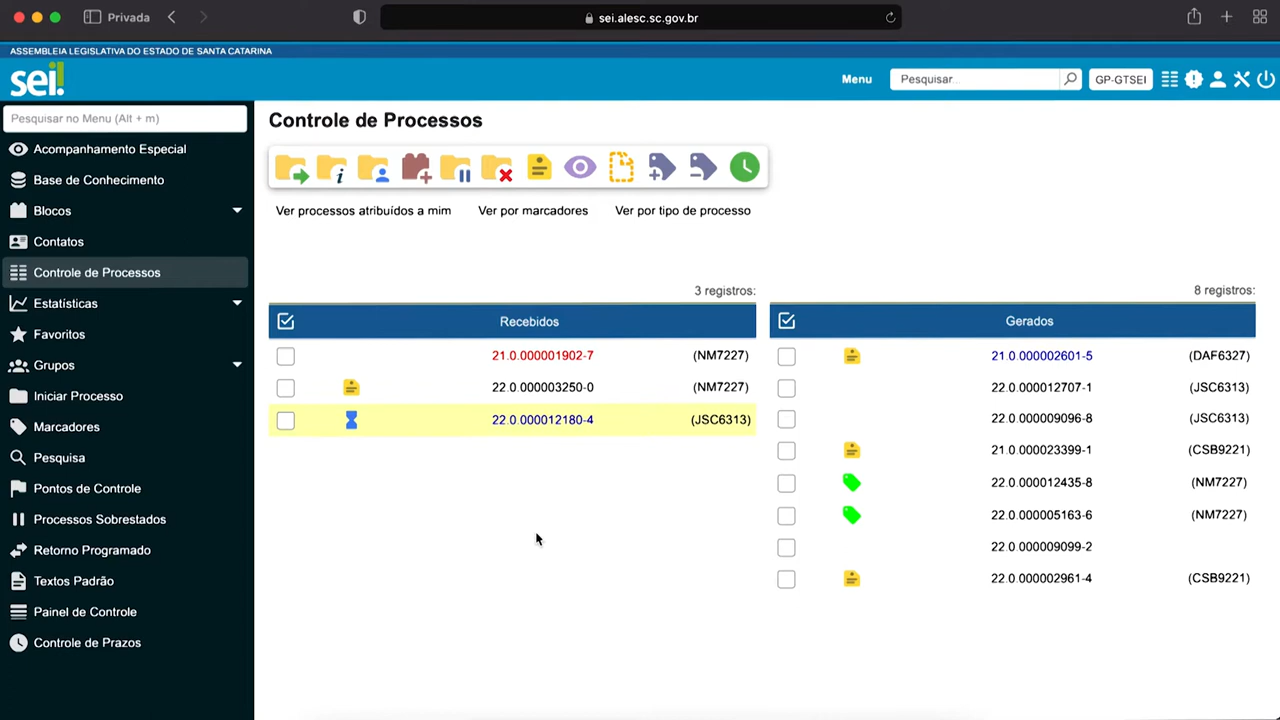 Privada
sei.alesc.sc.gov.br
ASSEMBLEIA LEGISLATIVA DO ESTADO DE SANTA CATARINA
sei!
Menu
Pesquisar...
GP-GTSEI
Pesquisar no Menu (Alt + m)
Acompanhamento Especial
Base de Conhecimento
Blocos
Contatos
Controle de Processos
Estatísticas
Favoritos
Grupos
Iniciar Processo
Marcadores
Pesquisa
Pontos de Controle
Processos Sobrestados
Retorno Programado
Textos Padrão
Painel de Controle
Controle de Prazos
Controle de Processos
Ver processos atribuídos a mim
Ver por marcadores
Ver por tipo de processo
3 registros:
Recebidos
21.0.000001902-7 (NM7227)
22.0.000003250-0 (NM7227)
22.0.000012180-4 (JSC6313)
8 registros:
Gerados
21.0.000002601-5 (DAF6327)
22.0.000012707-1 (JSC6313)
22.0.000009096-8 (JSC6313)
21.0.000023399-1 (CSB9221)
22.0.000012435-8 (NM7227)
22.0.000005163-6 (NM7227)
22.0.000009099-2
22.0.000002961-4 (CSB9221)